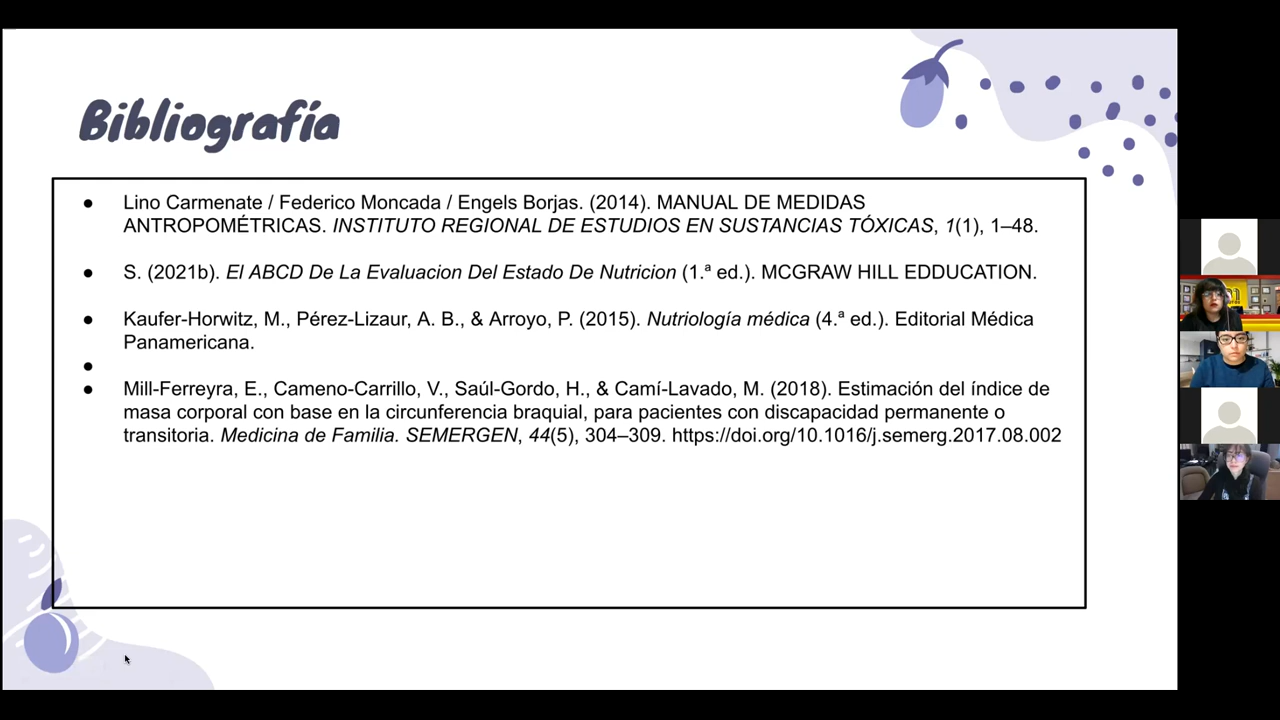 Bibliografía
● Lino Carmenate / Federico Moncada / Engels Borjas. (2014). MANUAL DE MEDIDAS
ANTROPOMÉTRICAS. INSTITUTO REGIONAL DE ESTUDIOS EN SUSTANCIAS TÓXICAS, 1(1), 1–48.
● S. (2021b). El ABCD De La Evaluacion Del Estado De Nutricion (1.ª ed.). MCGRAW HILL EDDUCATION.
● Kaufer-Horwitz, M., Pérez-Lizaur, A. B., & Arroyo, P. (2015). Nutriología médica (4.ª ed.). Editorial Médica
Panamericana.
●
● Mill-Ferreyra, E., Cameno-Carrillo, V., Saúl-Gordo, H., & Camí-Lavado, M. (2018). Estimación del índice de
masa corporal con base en la circunferencia braquial, para pacientes con discapacidad permanente o
transitoria. Medicina de Familia. SEMERGEN, 44(5), 304–309. https://doi.org/10.1016/j.semerg.2017.08.002